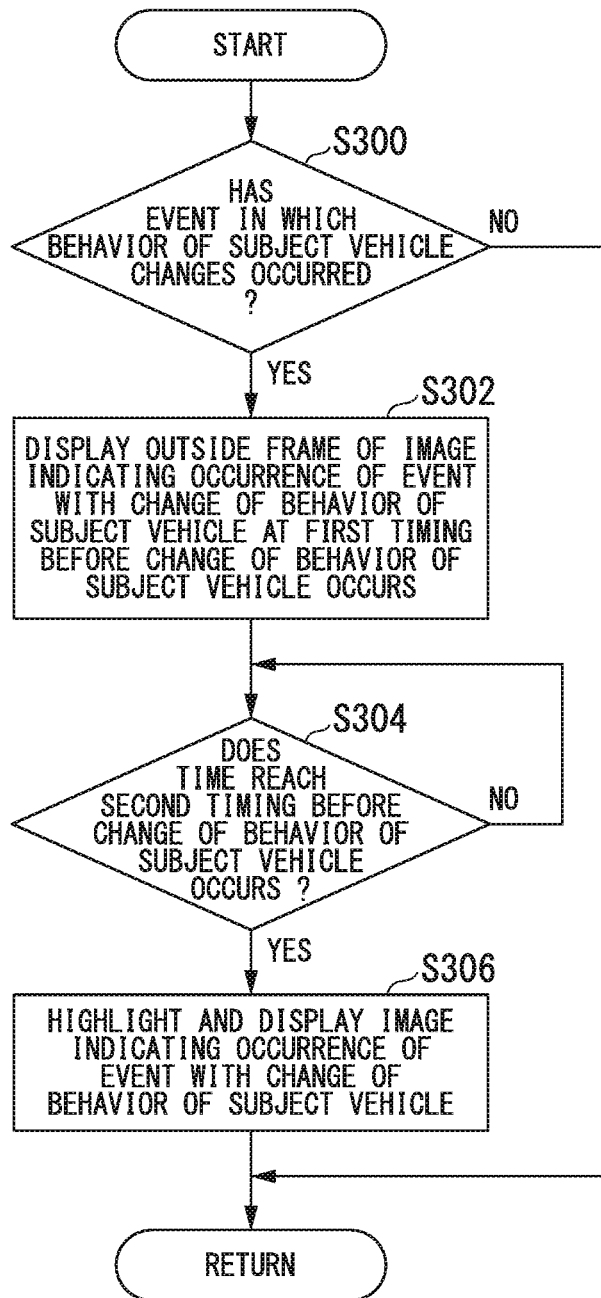 START
S300
HAS
EVENT IN WHICH
BEHAVIOR OF SUBJECT VEHICLE
CHANGES OCCURRED
?
NO
YES
S302
DISPLAY OUTSIDE FRAME OF IMAGE
INDICATING OCCURRENCE OF EVENT
WITH CHANGE OF BEHAVIOR OF
SUBJECT VEHICLE AT FIRST TIMING
BEFORE CHANGE OF BEHAVIOR OF
SUBJECT VEHICLE OCCURS
S304
DOES
TIME REACH
SECOND TIMING BEFORE
CHANGE OF BEHAVIOR OF
SUBJECT VEHICLE
OCCURS ?
NO
YES
S306
HIGHLIGHT AND DISPLAY IMAGE
INDICATING OCCURRENCE OF
EVENT WITH CHANGE OF
BEHAVIOR OF SUBJECT VEHICLE
RETURN